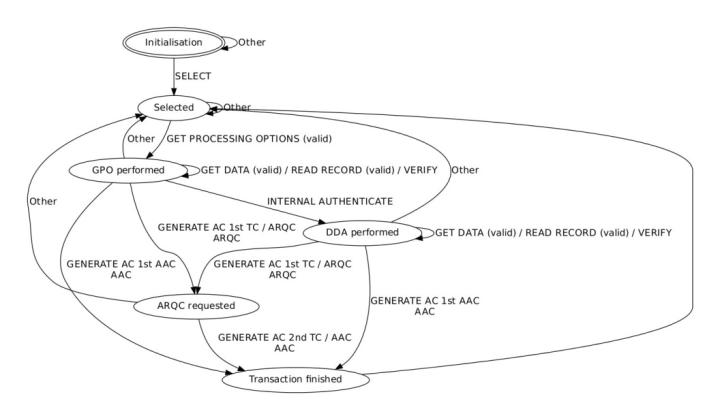 Initialisation
Other
SELECT
Selected
Other
Other
GET PROCESSING OPTIONS (valid)
GPO performed
GET DATA (valid) / READ RECORD (valid) / VERIFY
Other
Other
INTERNAL AUTHENTICATE
GENERATE AC 1st TC / ARQC
ARQC
DDA performed
GET DATA (valid) / READ RECORD (valid) / VERIFY
GENERATE AC 1st AAC
AAC
GENERATE AC 1st TC / ARQC
ARQC
ARQC requested
GENERATE AC 1st AAC
AAC
GENERATE AC 2nd TC / AAC
AAC
Transaction finished